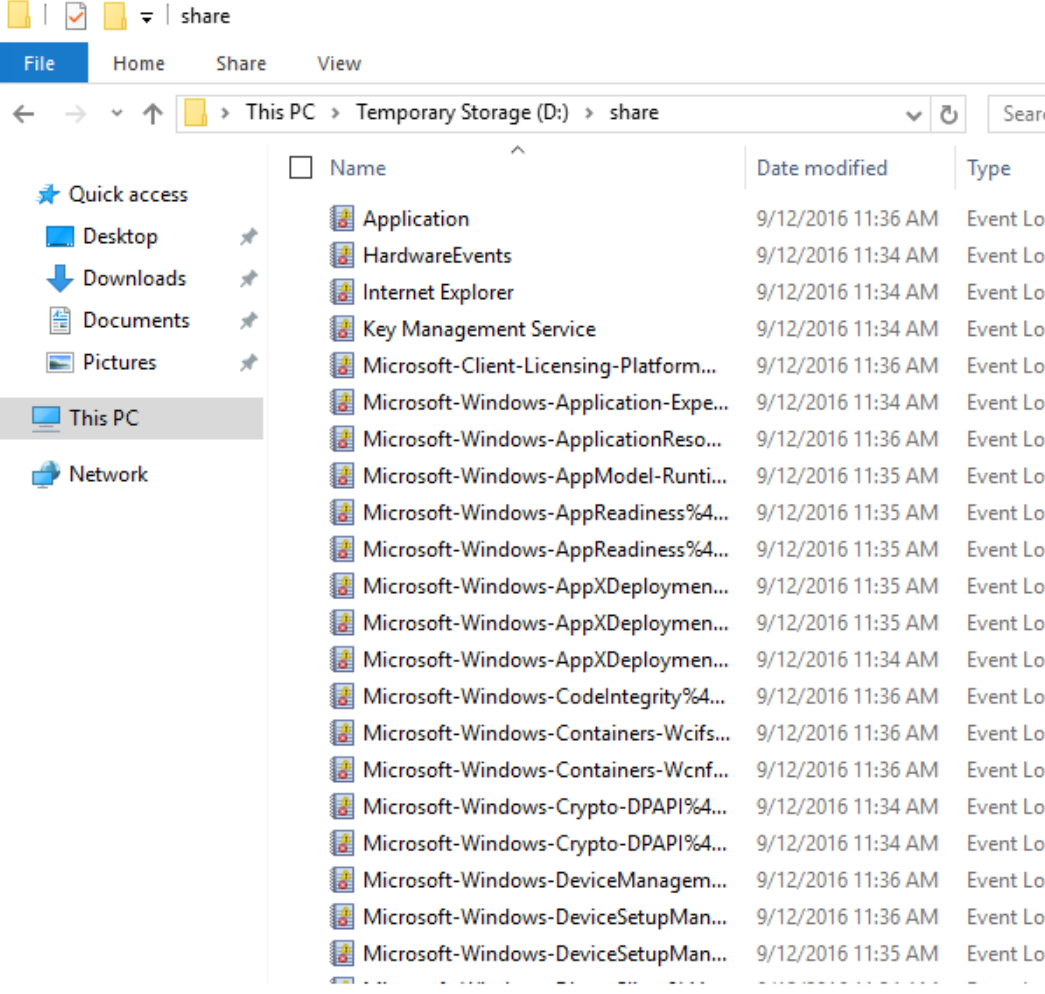 share
File Home Share View
This PC > Temporary Storage (D:) > share
Sear
Name Date modified Type
Quick access
Desktop
Downloads
Documents
Pictures
This PC
Network
Application 9/12/2016 11:36 AM Event Lo
HardwareEvents 9/12/2016 11:34 AM Event Lo
Internet Explorer 9/12/2016 11:34 AM Event Lo
Key Management Service 9/12/2016 11:34 AM Event Lo
Microsoft-Client-Licensing-Platform... 9/12/2016 11:36 AM Event Lo
Microsoft-Windows-Application-Expe... 9/12/2016 11:34 AM Event Lo
Microsoft-Windows-ApplicationReso... 9/12/2016 11:36 AM Event Lo
Microsoft-Windows-AppModel-Runti... 9/12/2016 11:35 AM Event Lo
Microsoft-Windows-AppReadiness%4... 9/12/2016 11:35 AM Event Lo
Microsoft-Windows-AppReadiness%4... 9/12/2016 11:35 AM Event Lo
Microsoft-Windows-AppXDeploymen... 9/12/2016 11:35 AM Event Lo
Microsoft-Windows-AppXDeploymen... 9/12/2016 11:35 AM Event Lo
Microsoft-Windows-AppXDeploymen... 9/12/2016 11:34 AM Event Lo
Microsoft-Windows-CodeIntegrity%4... 9/12/2016 11:36 AM Event Lo
Microsoft-Windows-Containers-Wcifs... 9/12/2016 11:36 AM Event Lo
Microsoft-Windows-Containers-Wcnf... 9/12/2016 11:36 AM Event Lo
Microsoft-Windows-Crypto-DPAPI%4... 9/12/2016 11:34 AM Event Lo
Microsoft-Windows-Crypto-DPAPI%4... 9/12/2016 11:34 AM Event Lo
Microsoft-Windows-DeviceManagem... 9/12/2016 11:36 AM Event Lo
Microsoft-Windows-DeviceSetupMan... 9/12/2016 11:36 AM Event Lo
Microsoft-Windows-DeviceSetupMan... 9/12/2016 11:35 AM Event Lo